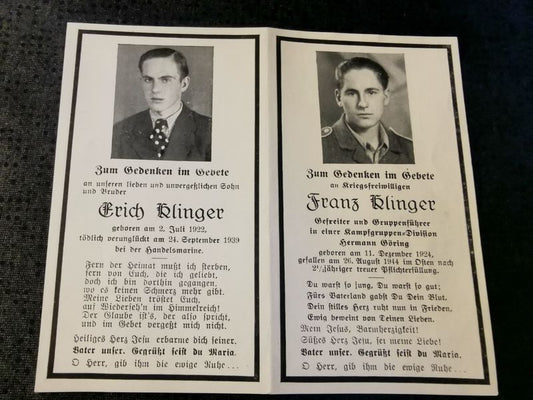 Zum Gedenken im Gebete
an unseren lieben und unvergeßlichen Sohn
und Bruder
Erich Klinger
geboren am 2. Juli 1922,
tödlich verunglückt am 24. September 1939
bei der Handelsmarine.
Fern der Heimat mußt ich sterben,
fern von Euch, die ich geliebt,
doch ich bin dorthin gegangen,
wo es keinen Schmerz mehr gibt.
Meine Lieben tröstet Euch,
auf Wiederseh'n im Himmelreich!
Der Glaube ist's, der also spricht,
und im Gebet vergeßt mich nicht.
Heiliges Herz Jesu erbarme dich seiner.
Vater unser. Gegrüßt seist du Maria.
O Herr, gib ihm die ewige Ruhe . . .
Zum Gedenken im Gebete
an Kriegsfreiwilligen
Franz Klinger
Gefreiter und Gruppenführer
in einer Kampfgruppen-Division
Hermann Göring
geboren am 11. Dezember 1924,
gefallen am 26. August 1944 im Osten nach
jähriger treuer Pflichterfüllung.
Du warst so jung, Du warst so gut;
Fürs Vaterland gabst Du Dein Blut.
Dein stilles Herz ruht nun in Frieden,
Ewig beweint von Deinen Lieben.
Mein Jesus, Barmherzigkeit!
Süßes Herz Jesu, sei meine Liebe!
Vater unser. Gegrüßt seist du Maria.
O Herr, gib ihm die ewige Ruhe . . .